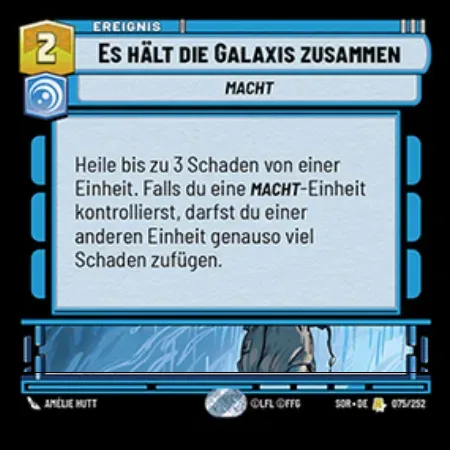 EREIGNIS
2
ES HÄLT DIE GALAXIS ZUSAMMEN
MACHT
Heile bis zu 3 Schaden von einer
Einheit. Falls du eine MACHT-Einheit
kontrollierst, darfst du einer
anderen Einheit genauso viel
Schaden zufügen.
AMÉLIE HUTT
©LFL ©FFG
SOR • DE
075/252